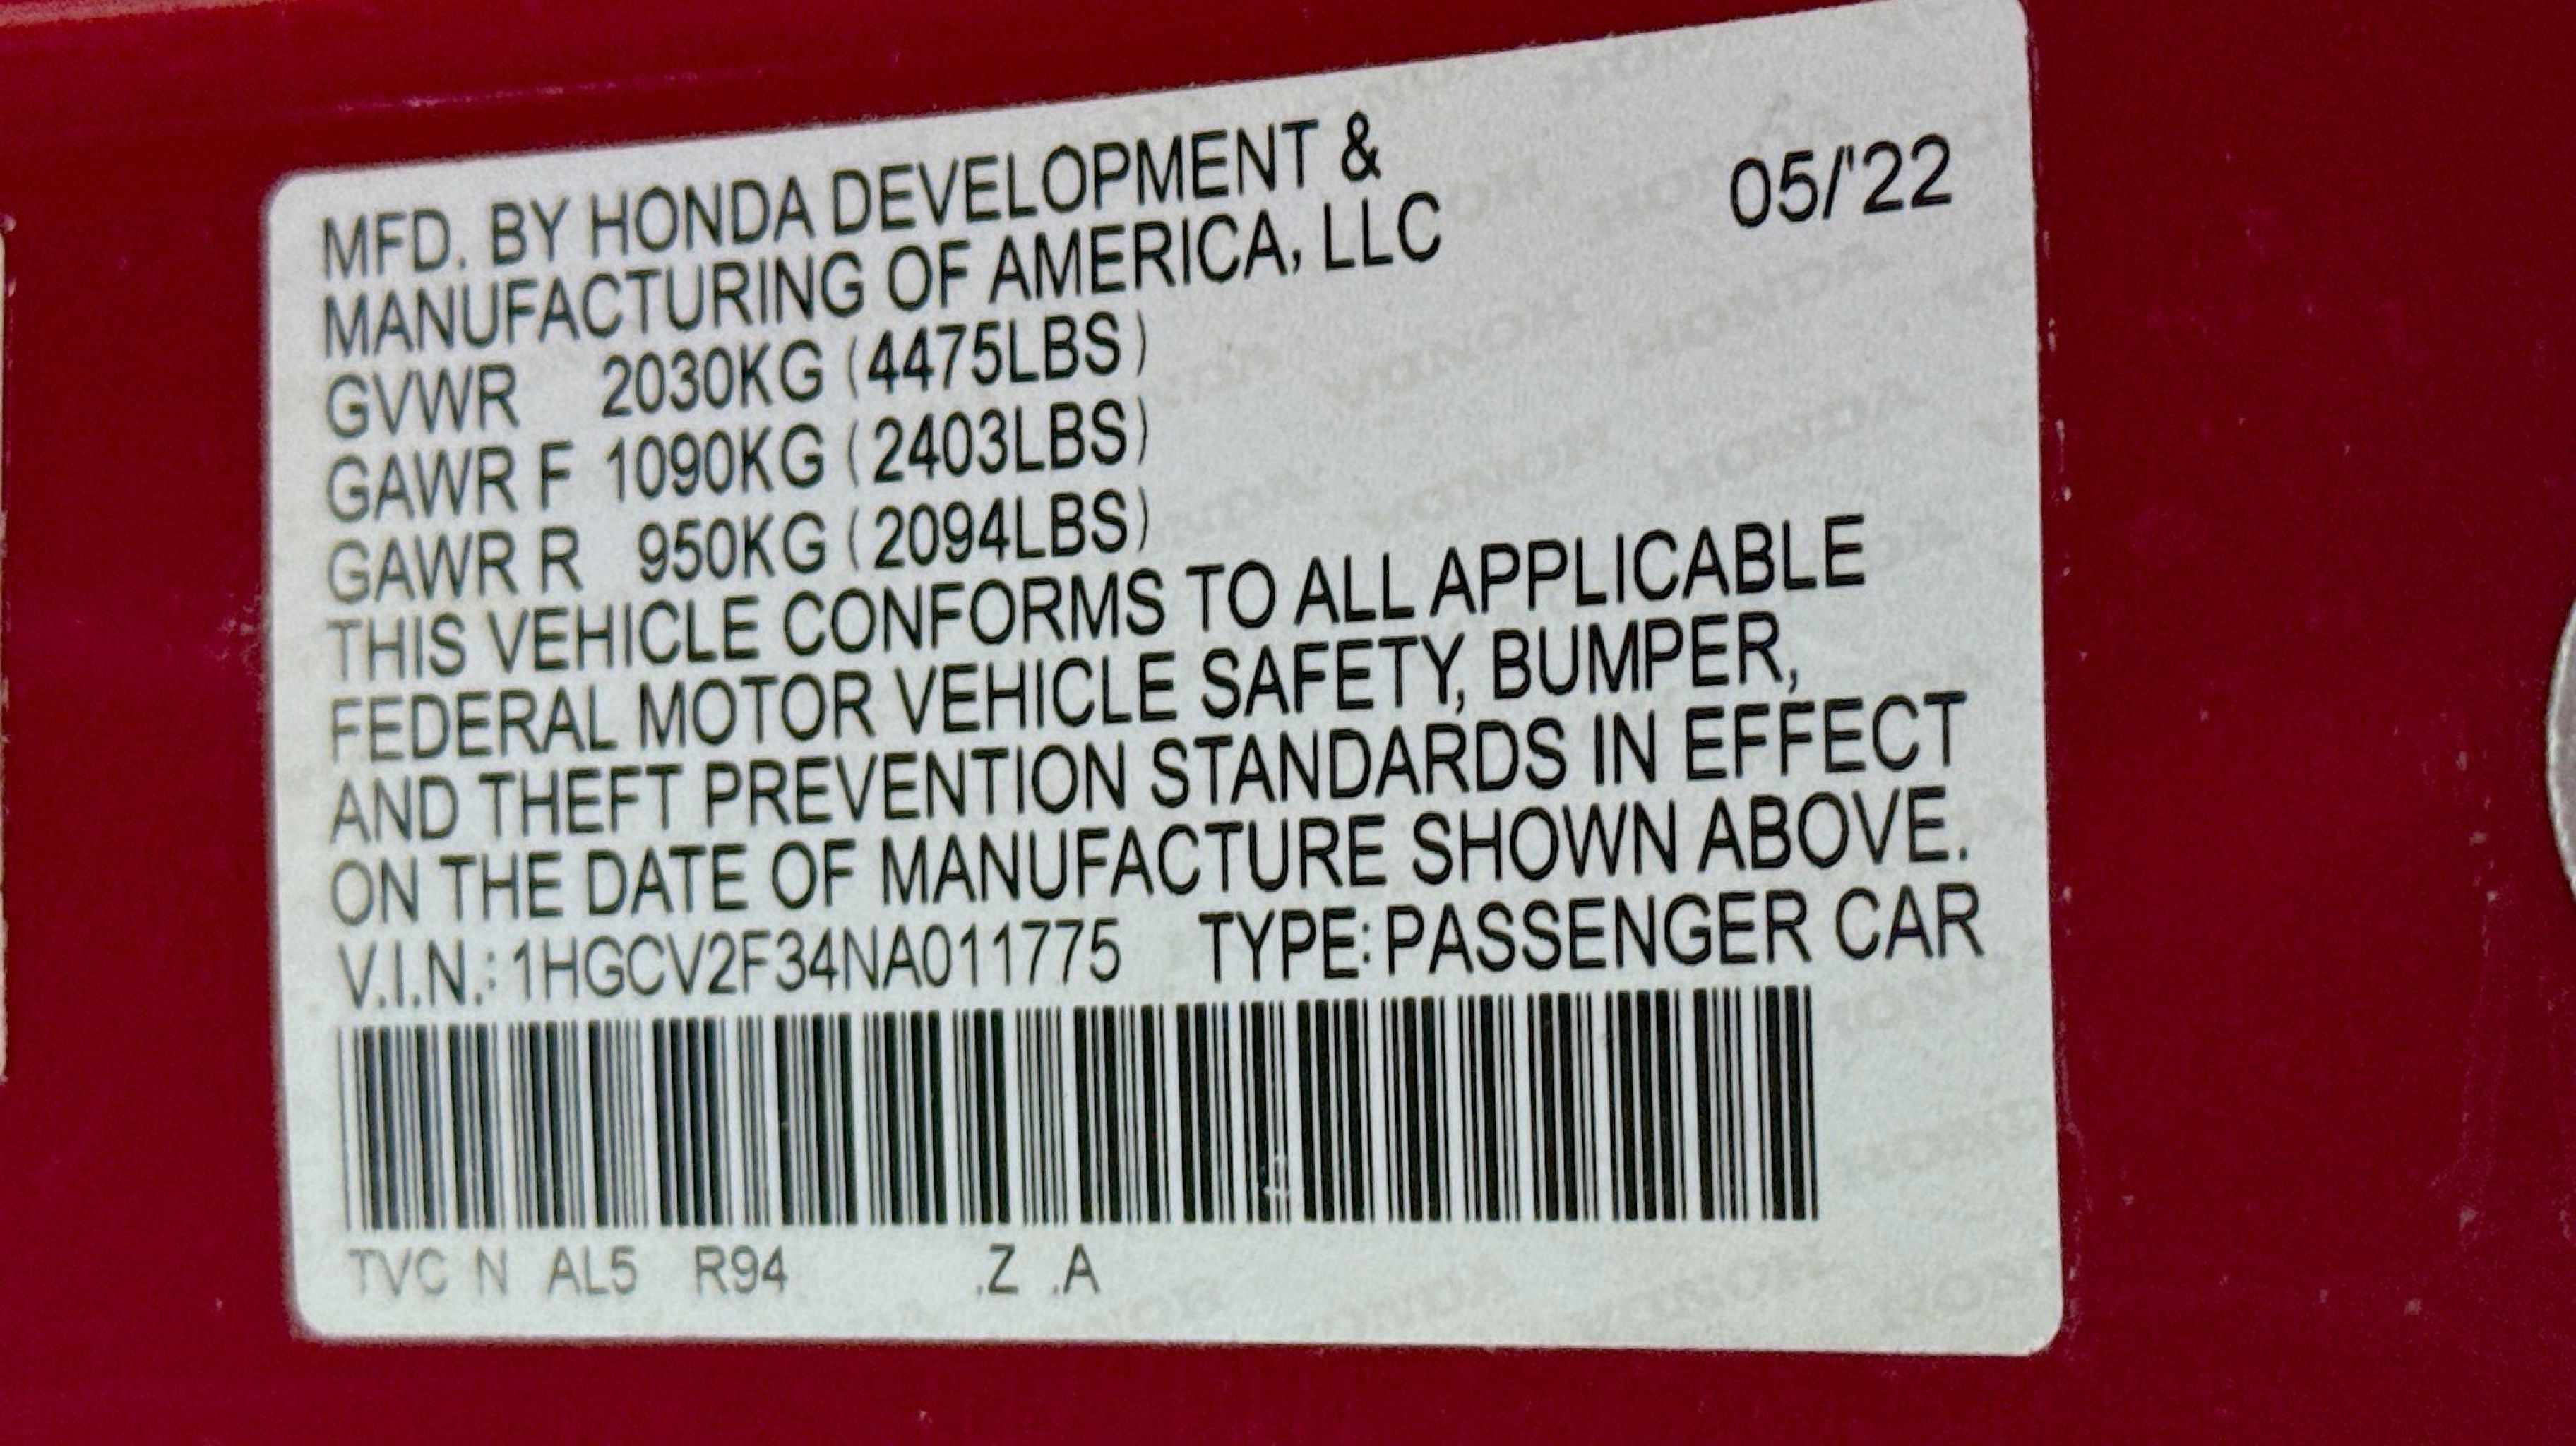 MFD. BY HONDA DEVELOPMENT &
MANUFACTURING OF AMERICA, LLC
05/'22
GVWR 2030KG (4475LBS)
GAWR F 1090KG (2403LBS)
GAWR R 950KG (2094LBS)
THIS VEHICLE CONFORMS TO ALL APPLICABLE
FEDERAL MOTOR VEHICLE SAFETY, BUMPER,
AND THEFT PREVENTION STANDARDS IN EFFECT
ON THE DATE OF MANUFACTURE SHOWN ABOVE.
V.I.N.: 1HGCV2F34NA011775 TYPE: PASSENGER CAR
TVC N AL5 R94 .Z .A